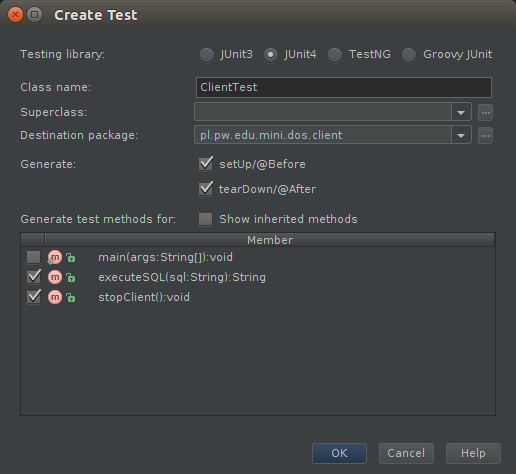 Create Test
Testing library: JUnit3 JUnit4 TestNG Groovy JUnit
Class name: ClientTest
Superclass:
Destination package: pl.pw.edu.mini.dos.client
Generate: setUp/@Before
tearDown/@After
Generate test methods for: Show inherited methods
Member
m main(args:String[]):void
m executeSQL(sql:String):String
m stopClient():void
OK Cancel Help